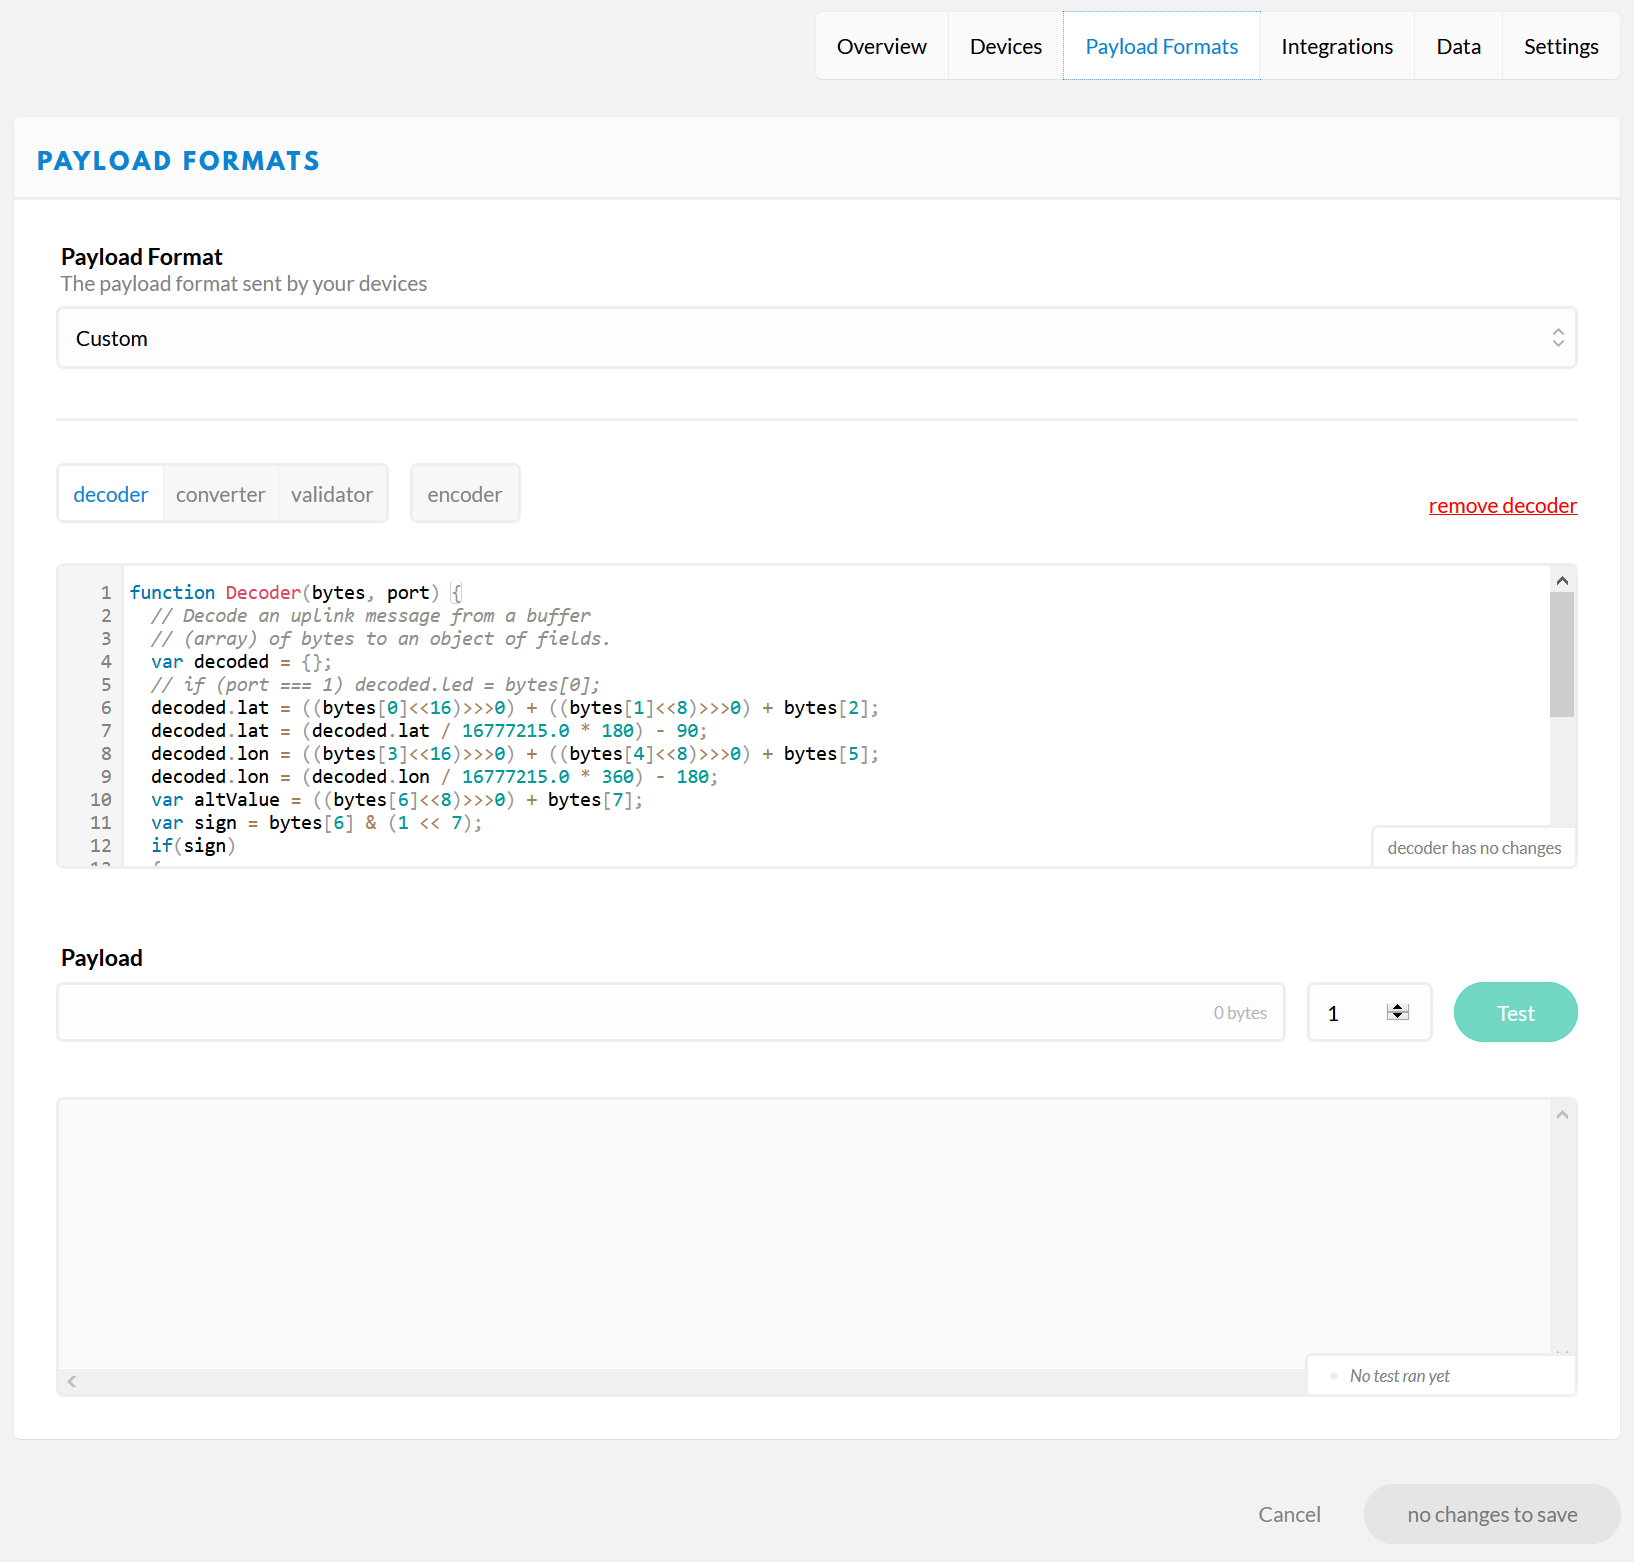 Overview Devices Payload Formats Integrations Data Settings
PAYLOAD FORMATS
Payload Format
The payload format sent by your devices
Custom
decoder converter validator encoder
remove decoder
1 function Decoder(bytes, port) {
2 // Decode an uplink message from a buffer
3 // (array) of bytes to an object of fields.
4 var decoded = {};
5 // if (port === 1) decoded.led = bytes[0];
6 decoded.lat = ((bytes[0]<<16)>>>0) + ((bytes[1]<<8)>>>0) + bytes[2];
7 decoded.lat = (decoded.lat / 16777215.0 * 180) - 90;
8 decoded.lon = ((bytes[3]<<16)>>>0) + ((bytes[4]<<8)>>>0) + bytes[5];
9 decoded.lon = (decoded.lon / 16777215.0 * 360) - 180;
10 var altValue = ((bytes[6]<<8)>>>0) + bytes[7];
11 var sign = bytes[6] & (1 << 7);
12 if(sign)
decoder has no changes
Payload
0 bytes 1 Test
No test ran yet
Cancel no changes to save